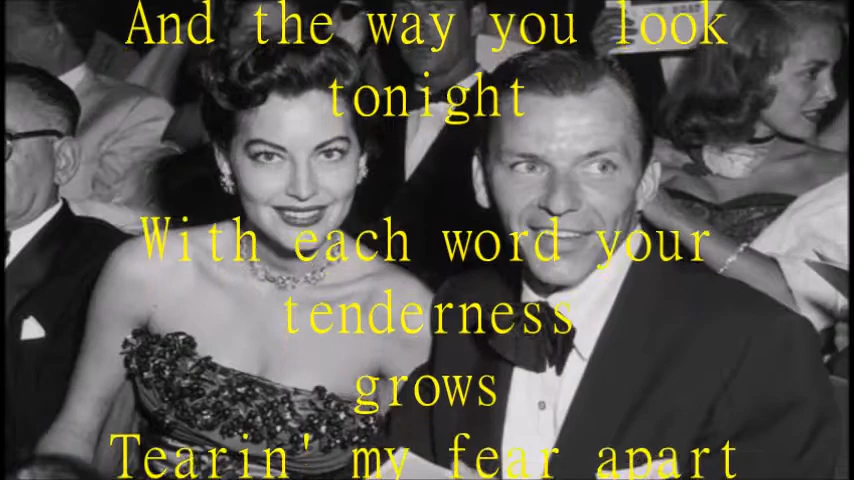 And the way you look
tonight
With each word your
tenderness
grows
Tearin' my fear apart